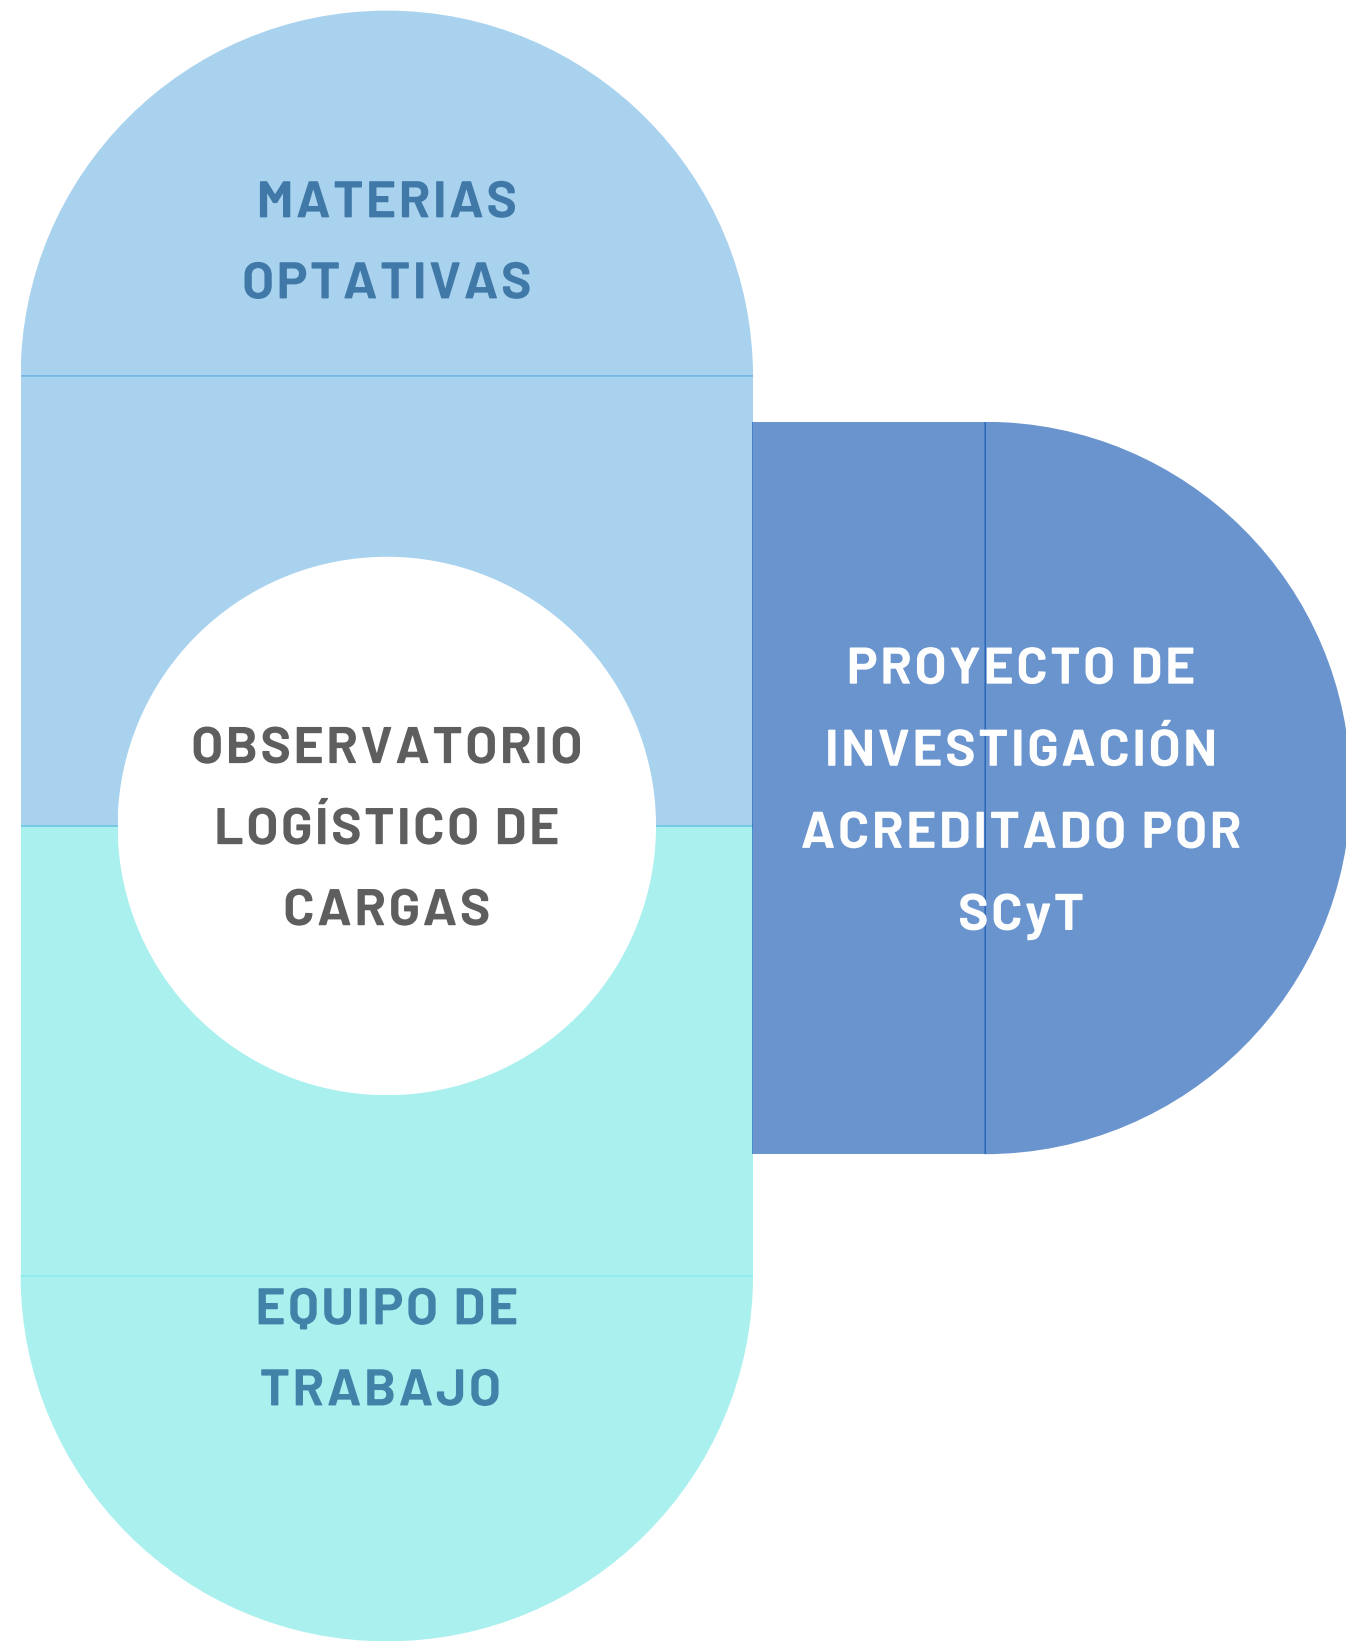 MATERIAS
OPTATIVAS
OBSERVATORIO
LOGÍSTICO DE
CARGAS
PROYECTO DE
INVESTIGACIÓN
ACREDITADO POR
SCyT
EQUIPO DE
TRABAJO